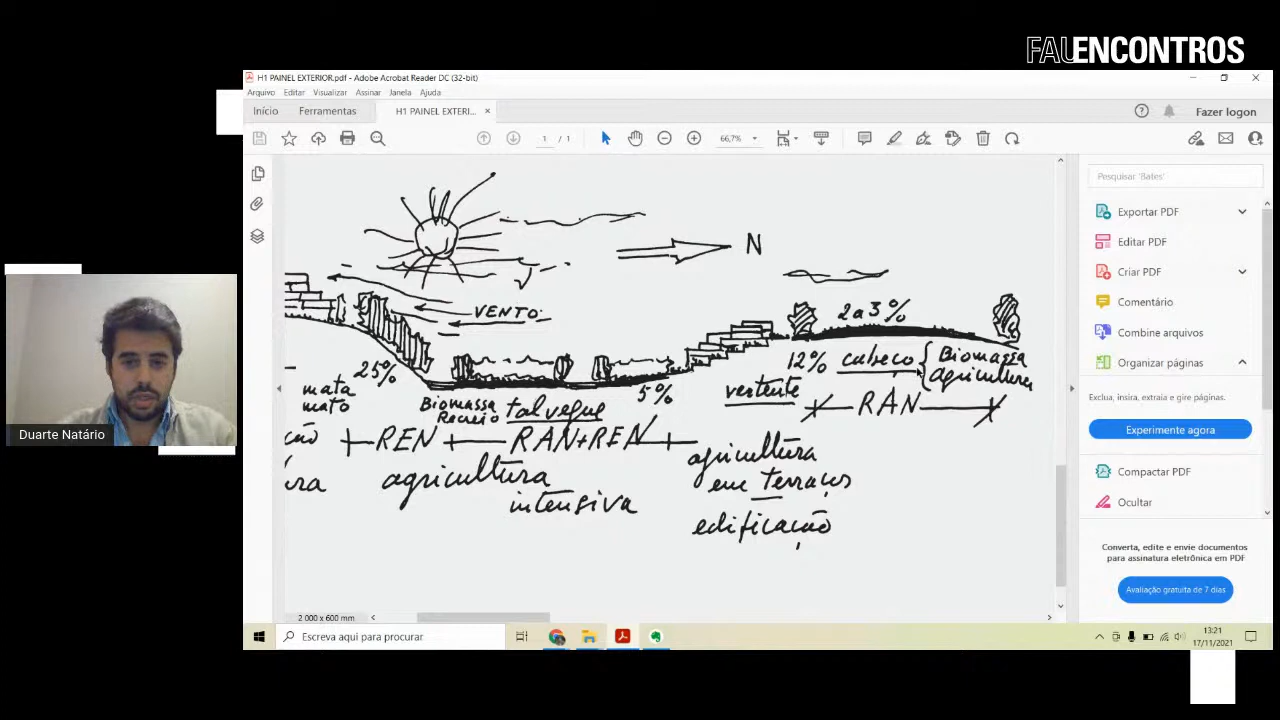 FALENCONTROS
H1 PAINEL EXTERIOR.pdf - Adobe Acrobat Reader DC (32-bit)
Arquivo Editar Visualizar Assinar Janela Ajuda
Início Ferramentas H1 PAINEL EXTERI... × Fazer logon
1 / 1 66,7%
Pesquisar 'Bates'
Exportar PDF
Editar PDF
Criar PDF
Comentário
Combine arquivos
Organizar páginas
Exclua, insira, extraia e gire páginas.
Experimente agora
Compactar PDF
Ocultar
Converta, edite e envie documentos
para assinatura eletrônica em PDF
Avaliação gratuita de 7 dias
N
VENTO
2 a 3%
25%
mata
mato
Biomassa
Recreio
talvegue
5%
12%
vertente
cabeço
Biomassa
agricultura
RAN
ção
REN
RAN+REN
ura
agricultura
intensiva
agricultura
em terraços
edificação
Duarte Natário
2 000 x 600 mm
Escreva aqui para procurar
13:21
17/11/2021